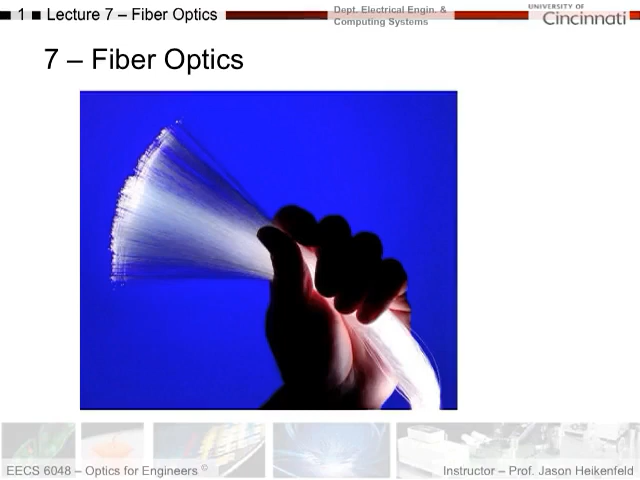 1 ■ Lecture 7 – Fiber Optics
Dept. Electrical Engin. &
Computing Systems
UNIVERSITY OF
Cincinnati
7 – Fiber Optics
EECS 6048 – Optics for Engineers ©
Instructor – Prof. Jason Heikenfeld